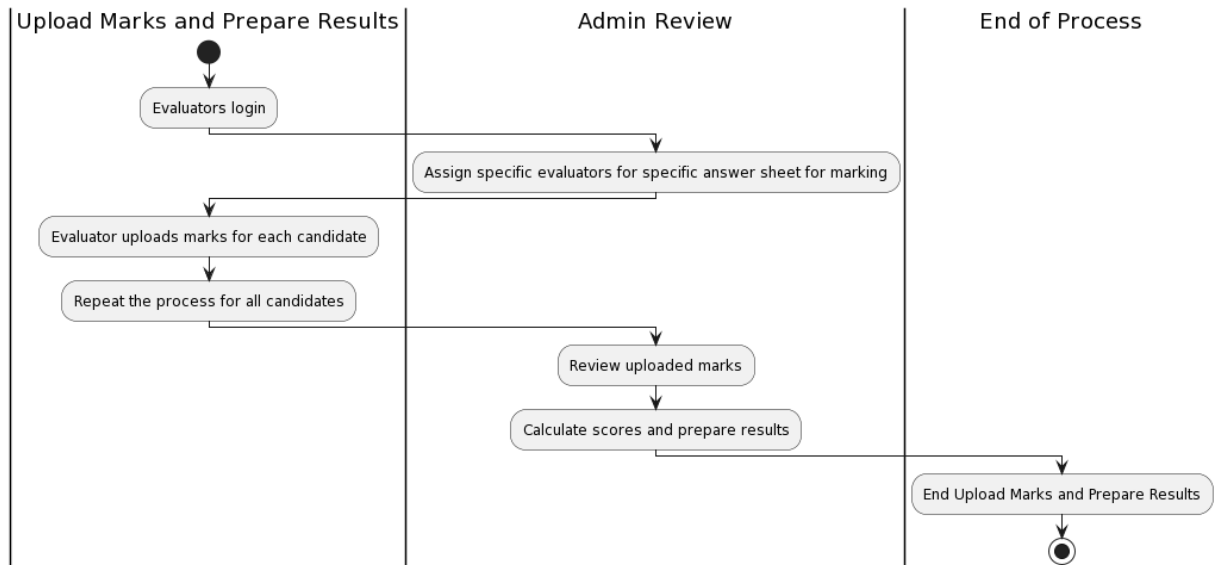 Upload Marks and Prepare Results
Admin Review
End of Process
Evaluators login
Assign specific evaluators for specific answer sheet for marking
Evaluator uploads marks for each candidate
Repeat the process for all candidates
Review uploaded marks
Calculate scores and prepare results
End Upload Marks and Prepare Results